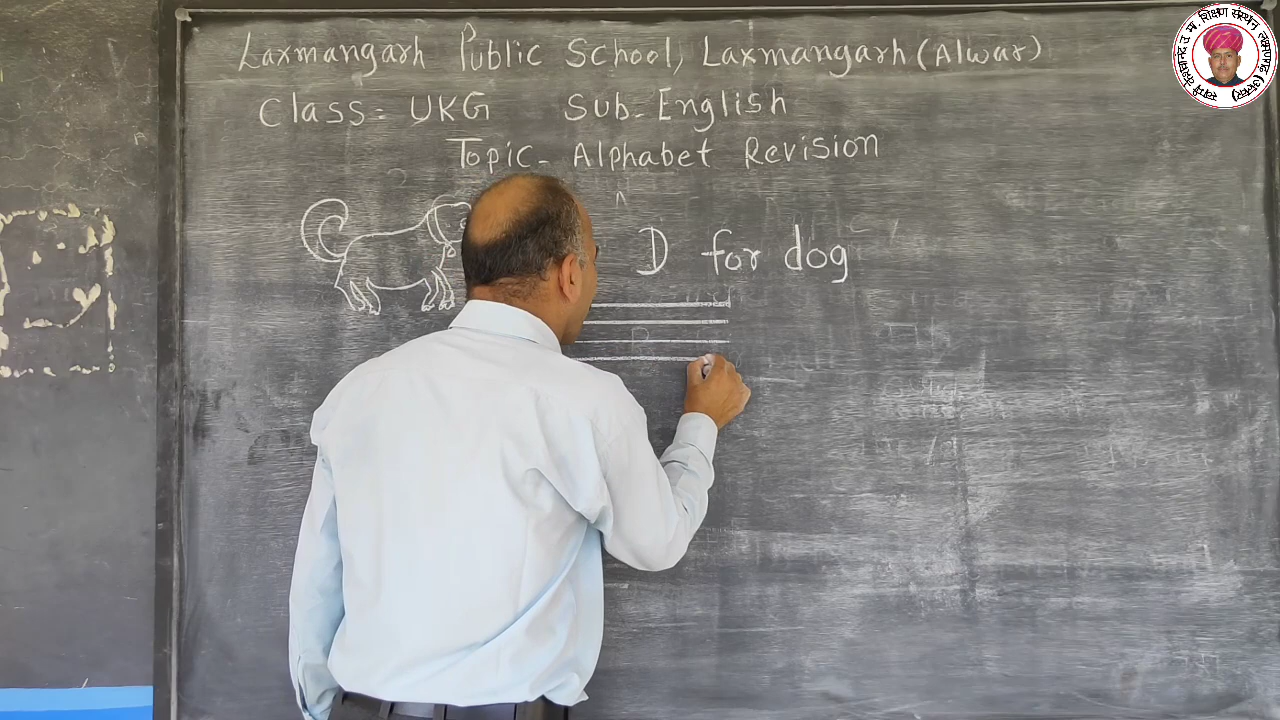 Laxmangarh Public School, Laxmangarh (Alwar)
Class= UKG Sub- English
Topic- Alphabet Revision
D for dog